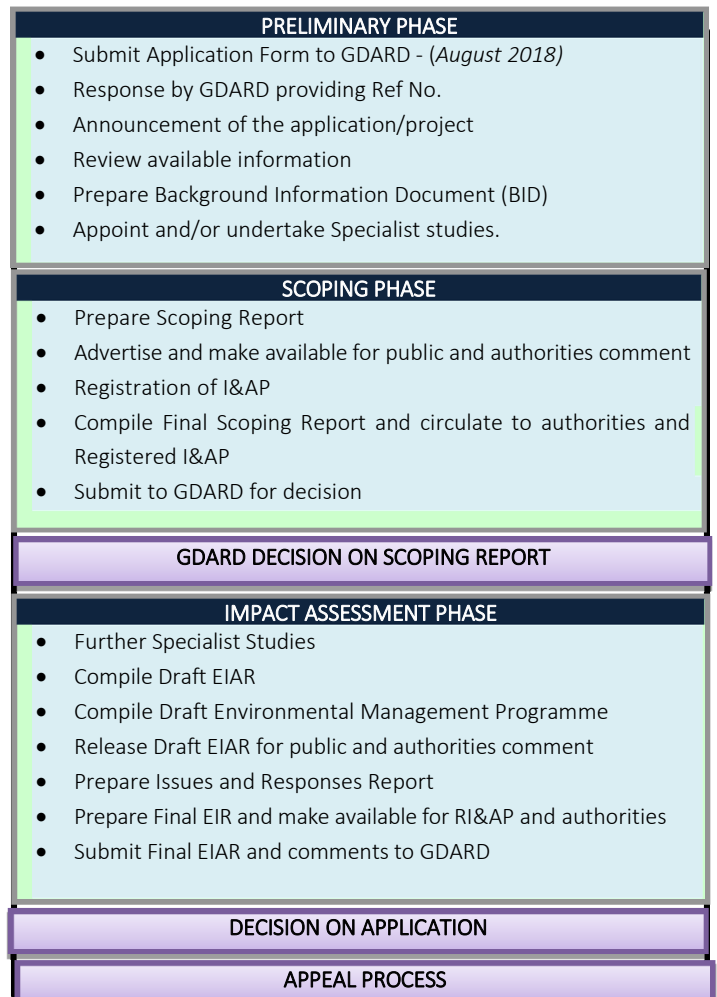 PRELIMINARY PHASE
• Submit Application Form to GDARD - (August 2018)
• Response by GDARD providing Ref No.
• Announcement of the application/project
• Review available information
• Prepare Background Information Document (BID)
• Appoint and/or undertake Specialist studies.
SCOPING PHASE
• Prepare Scoping Report
• Advertise and make available for public and authorities comment
• Registration of I&AP
• Compile Final Scoping Report and circulate to authorities and
Registered I&AP
• Submit to GDARD for decision
GDARD DECISION ON SCOPING REPORT
IMPACT ASSESSMENT PHASE
• Further Specialist Studies
• Compile Draft EIAR
• Compile Draft Environmental Management Programme
• Release Draft EIAR for public and authorities comment
• Prepare Issues and Responses Report
• Prepare Final EIR and make available for RI&AP and authorities
• Submit Final EIAR and comments to GDARD
DECISION ON APPLICATION
APPEAL PROCESS